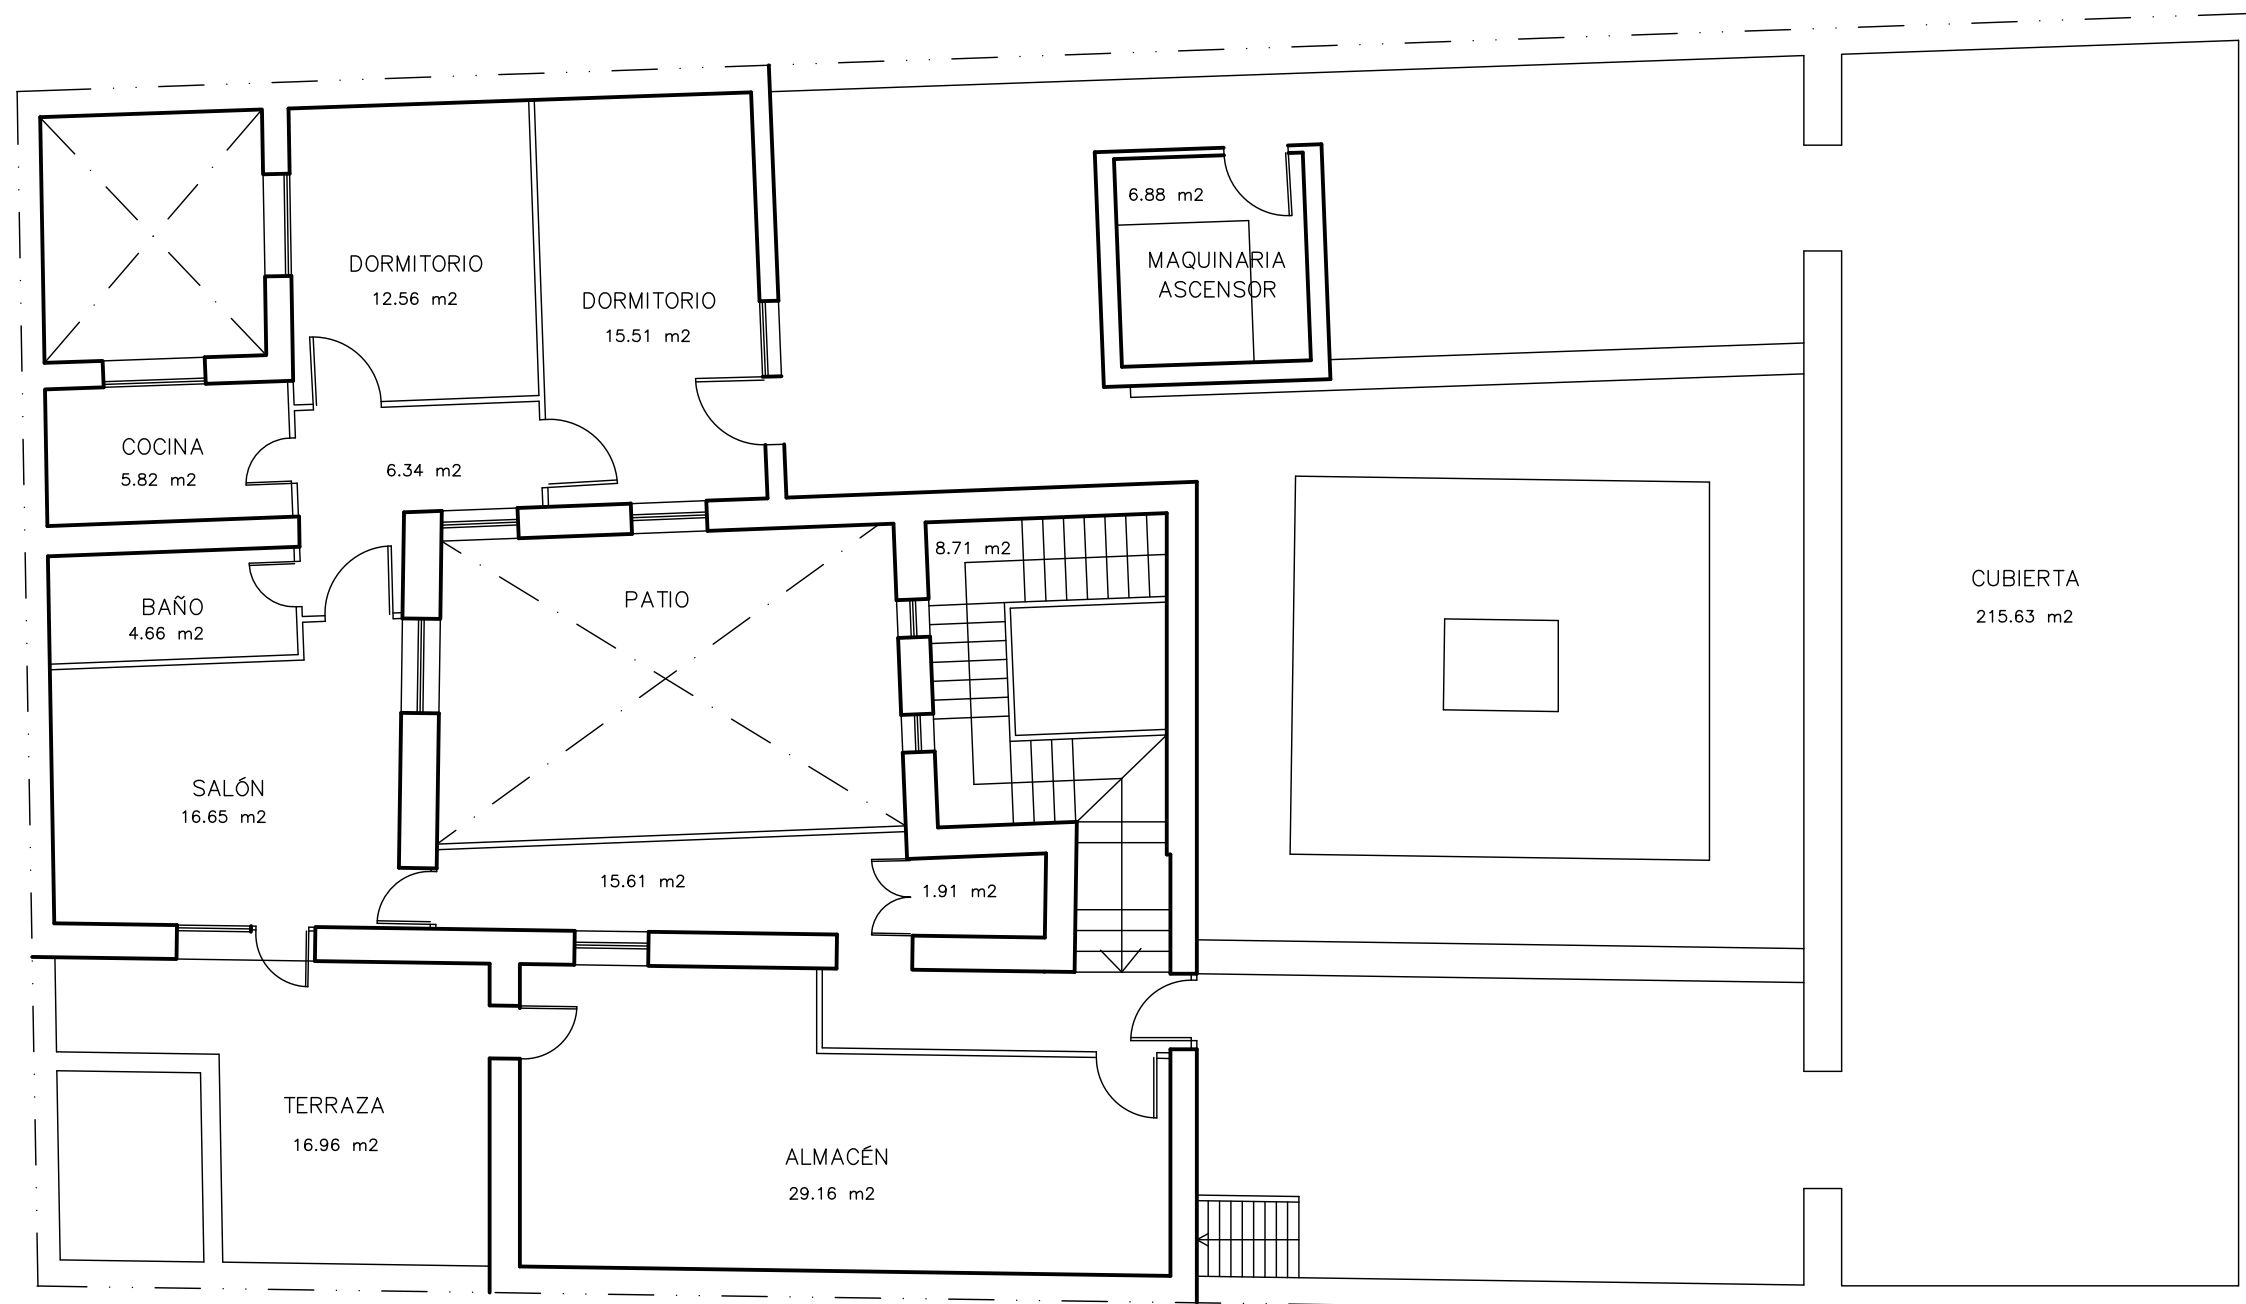 6.88 m2
MAQUINARIA
ASCENSOR
DORMITORIO
12.56 m2
DORMITORIO
15.51 m2
COCINA
5.82 m2
6.34 m2
8.71 m2
PATIO
BAÑO
4.66 m2
CUBIERTA
215.63 m2
SALÓN
16.65 m2
15.61 m2
1.91 m2
TERRAZA
16.96 m2
ALMACÉN
29.16 m2